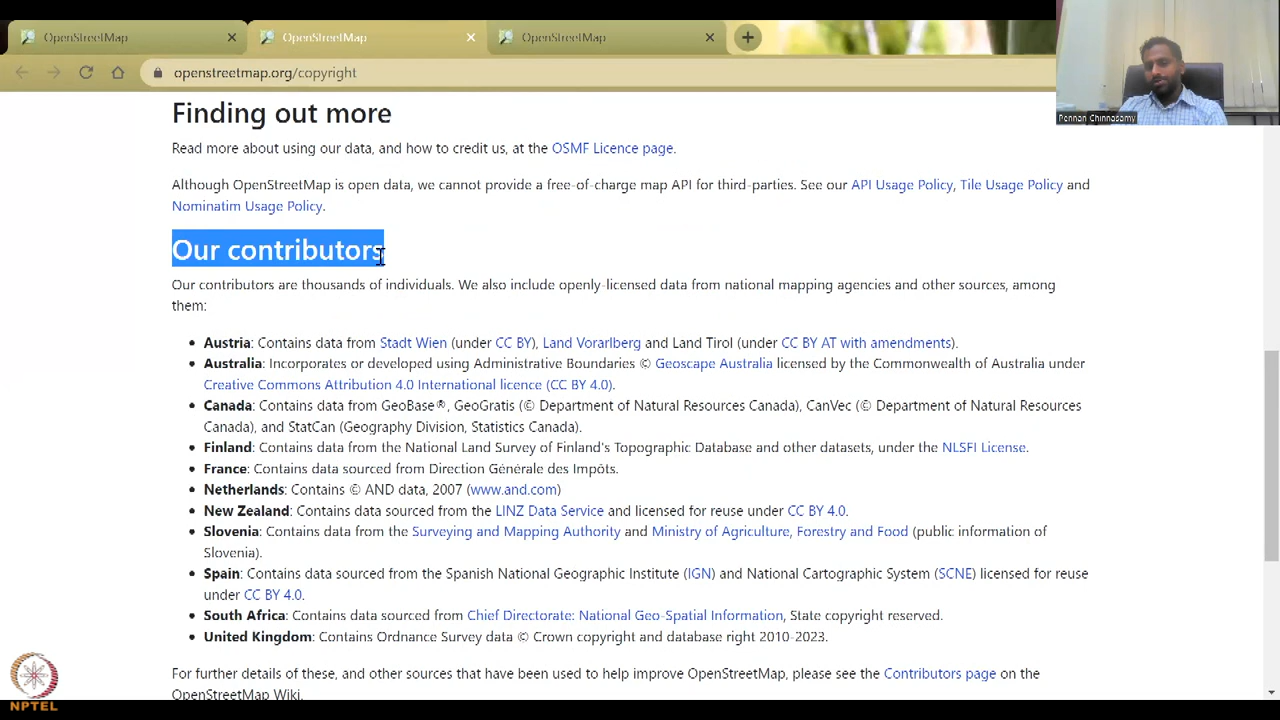 OpenStreetMap
OpenStreetMap
OpenStreetMap
openstreetmap.org/copyright
Pennan Chinnasamy
Finding out more
Read more about using our data, and how to credit us, at the OSMF Licence page.
Although OpenStreetMap is open data, we cannot provide a free-of-charge map API for third-parties. See our API Usage Policy, Tile Usage Policy and
Nominatim Usage Policy.
Our contributors
Our contributors are thousands of individuals. We also include openly-licensed data from national mapping agencies and other sources, among
them:
• Austria: Contains data from Stadt Wien (under CC BY), Land Vorarlberg and Land Tirol (under CC BY AT with amendments).
• Australia: Incorporates or developed using Administrative Boundaries © Geoscape Australia licensed by the Commonwealth of Australia under
Creative Commons Attribution 4.0 International licence (CC BY 4.0).
• Canada: Contains data from GeoBase®, GeoGratis (© Department of Natural Resources Canada), CanVec (© Department of Natural Resources
Canada), and StatCan (Geography Division, Statistics Canada).
• Finland: Contains data from the National Land Survey of Finland's Topographic Database and other datasets, under the NLSFI License.
• France: Contains data sourced from Direction Générale des Impôts.
• Netherlands: Contains © AND data, 2007 (www.and.com)
• New Zealand: Contains data sourced from the LINZ Data Service and licensed for reuse under CC BY 4.0.
• Slovenia: Contains data from the Surveying and Mapping Authority and Ministry of Agriculture, Forestry and Food (public information of
Slovenia).
• Spain: Contains data sourced from the Spanish National Geographic Institute (IGN) and National Cartographic System (SCNE) licensed for reuse
under CC BY 4.0.
• South Africa: Contains data sourced from Chief Directorate: National Geo-Spatial Information, State copyright reserved.
• United Kingdom: Contains Ordnance Survey data © Crown copyright and database right 2010-2023.
For further details of these, and other sources that have been used to help improve OpenStreetMap, please see the Contributors page on the
OpenStreetMap Wiki.
NPTEL